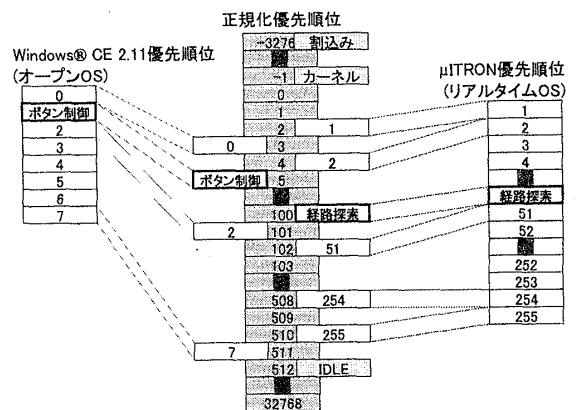 正規化優先順位
Windows® CE 2.11優先順位
(オープンOS)
0
ボタン制御
2
3
4
5
6
7
-3276 割込み
-1 カーネル
0
1
2 1
0 3
4 2
ボタン制御 5
100 経路探索
2 101
102 51
103
508 254
509
510 255
7 511
512 IDLE
32768
μITRON優先順位
(リアルタイムOS)
1
2
3
4
経路探索
51
52
252
253
254
255